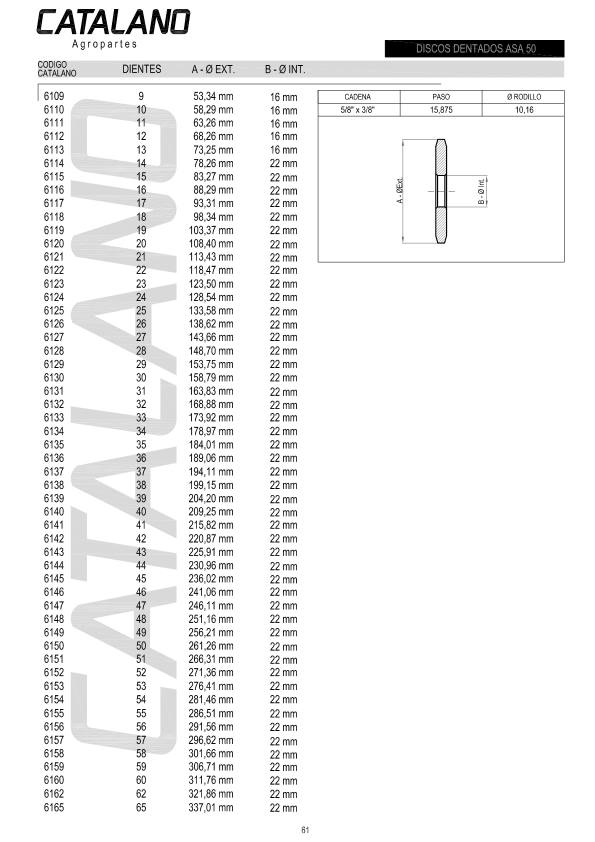 CATALANO
Agropartes
DISCOS DENTADOS ASA 50
CODIGO CATALANO DIENTES A - Ø EXT. B - Ø INT.
6109 9 53,34 mm 16 mm
6110 10 58,29 mm 16 mm
6111 11 63,26 mm 16 mm
6112 12 68,26 mm 16 mm
6113 13 73,25 mm 16 mm
6114 14 78,26 mm 22 mm
6115 15 83,27 mm 22 mm
6116 16 88,29 mm 22 mm
6117 17 93,31 mm 22 mm
6118 18 98,34 mm 22 mm
6119 19 103,37 mm 22 mm
6120 20 108,40 mm 22 mm
6121 21 113,43 mm 22 mm
6122 22 118,47 mm 22 mm
6123 23 123,50 mm 22 mm
6124 24 128,54 mm 22 mm
6125 25 133,58 mm 22 mm
6126 26 138,62 mm 22 mm
6127 27 143,66 mm 22 mm
6128 28 148,70 mm 22 mm
6129 29 153,75 mm 22 mm
6130 30 158,79 mm 22 mm
6131 31 163,83 mm 22 mm
6132 32 168,88 mm 22 mm
6133 33 173,92 mm 22 mm
6134 34 178,97 mm 22 mm
6135 35 184,01 mm 22 mm
6136 36 189,06 mm 22 mm
6137 37 194,11 mm 22 mm
6138 38 199,15 mm 22 mm
6139 39 204,20 mm 22 mm
6140 40 209,25 mm 22 mm
6141 41 215,82 mm 22 mm
6142 42 220,87 mm 22 mm
6143 43 225,91 mm 22 mm
6144 44 230,96 mm 22 mm
6145 45 236,02 mm 22 mm
6146 46 241,06 mm 22 mm
6147 47 246,11 mm 22 mm
6148 48 251,16 mm 22 mm
6149 49 256,21 mm 22 mm
6150 50 261,26 mm 22 mm
6151 51 266,31 mm 22 mm
6152 52 271,36 mm 22 mm
6153 53 276,41 mm 22 mm
6154 54 281,46 mm 22 mm
6155 55 286,51 mm 22 mm
6156 56 291,56 mm 22 mm
6157 57 296,62 mm 22 mm
6158 58 301,66 mm 22 mm
6159 59 306,71 mm 22 mm
6160 60 311,76 mm 22 mm
6162 62 321,86 mm 22 mm
6165 65 337,01 mm 22 mm
CADENA PASO Ø RODILLO
5/8" x 3/8" 15,875 10,16
A - ØExt.
B - Ø Int.
CATALANO
61